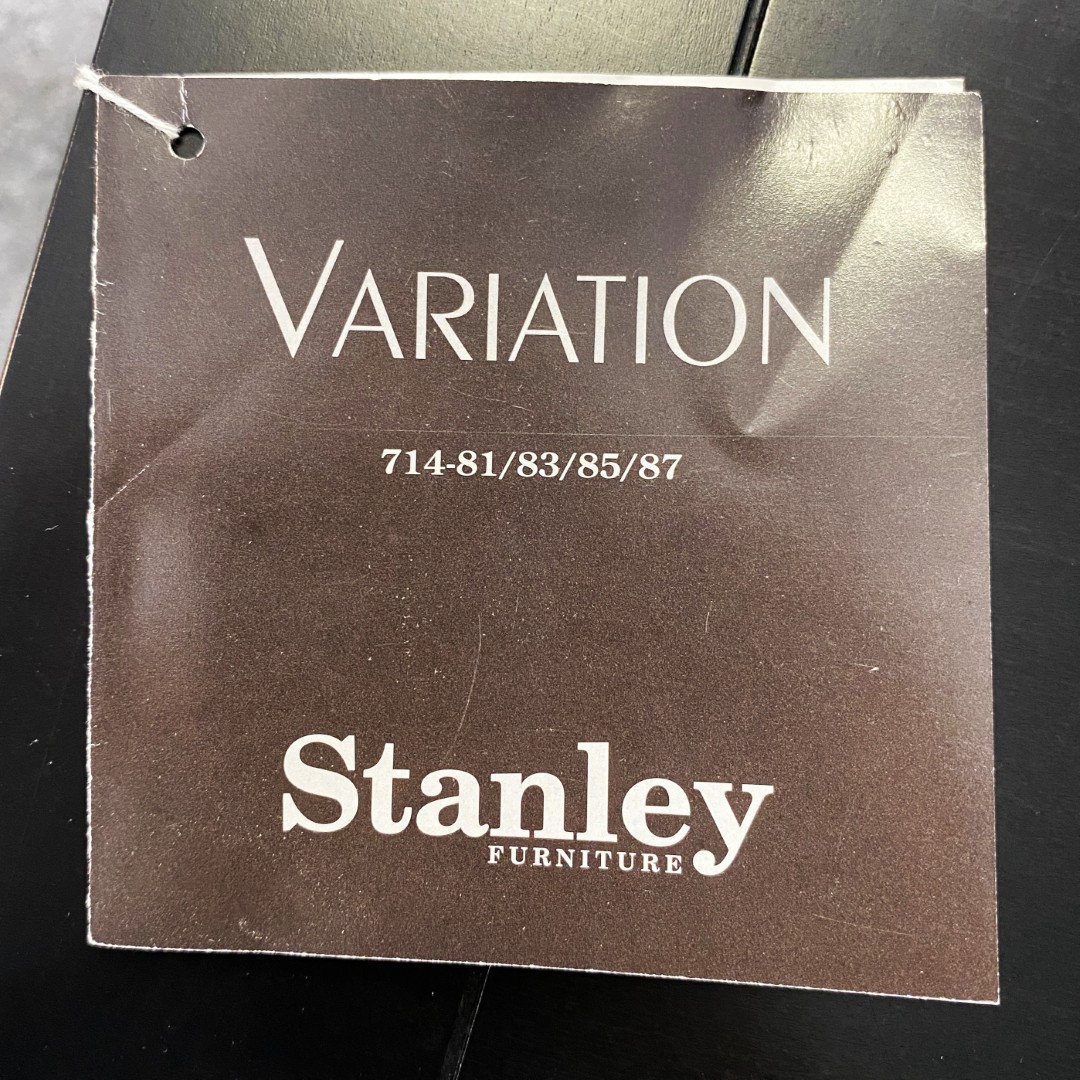 VARIATION
714-81/83/85/87
Stanley
FURNITURE